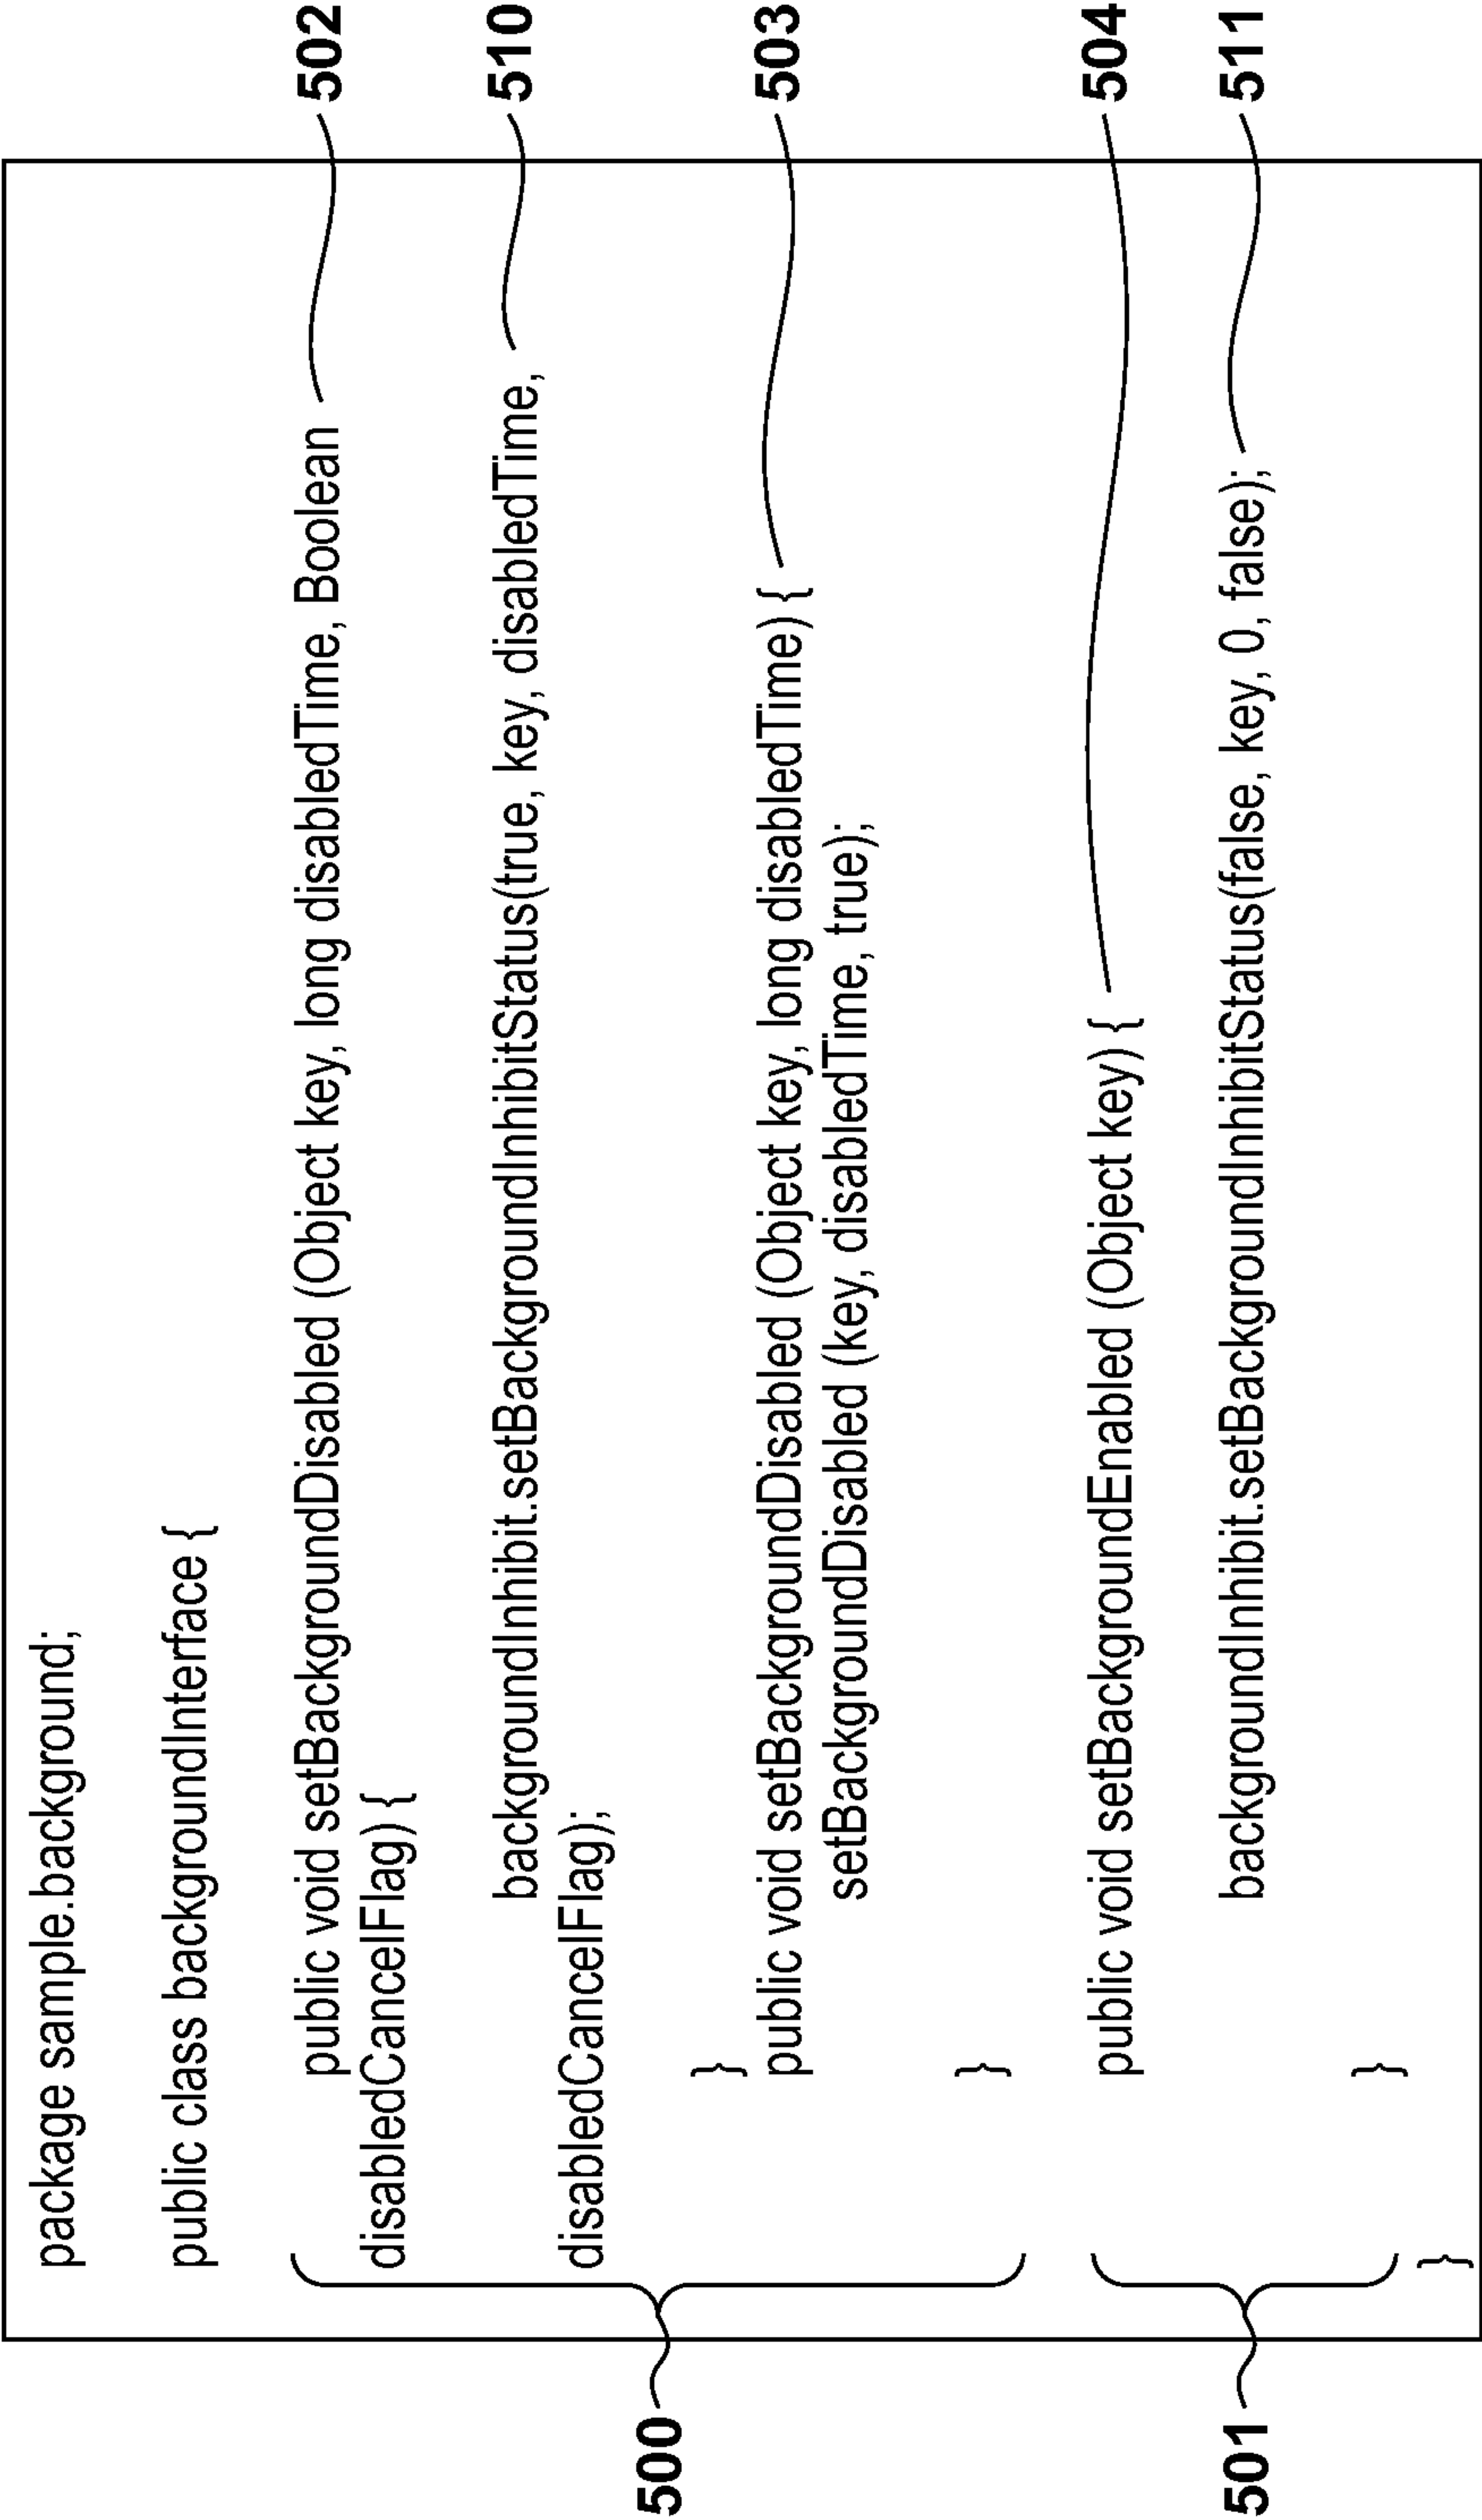 package sample.background;
public class backgroundInterface {
public void setBackgroundDisabled (Object key, long disabledTime, Boolean 502
disabledCancelFlag) {
backgroundInhibit.setBackgroundInhibitStatus(true, key, disabledTime, 510
disabledCancelFlag);
500
}
public void setBackgroundDisabled (Object key, long disabledTime) { 503
setBackgroundDisabled (key, disabledTime, true);
}
public void setBackgroundEnabled (Object key) { 504
501 backgroundInhibit.setBackgroundInhibitStatus(false, key, 0, false); 511
}
}